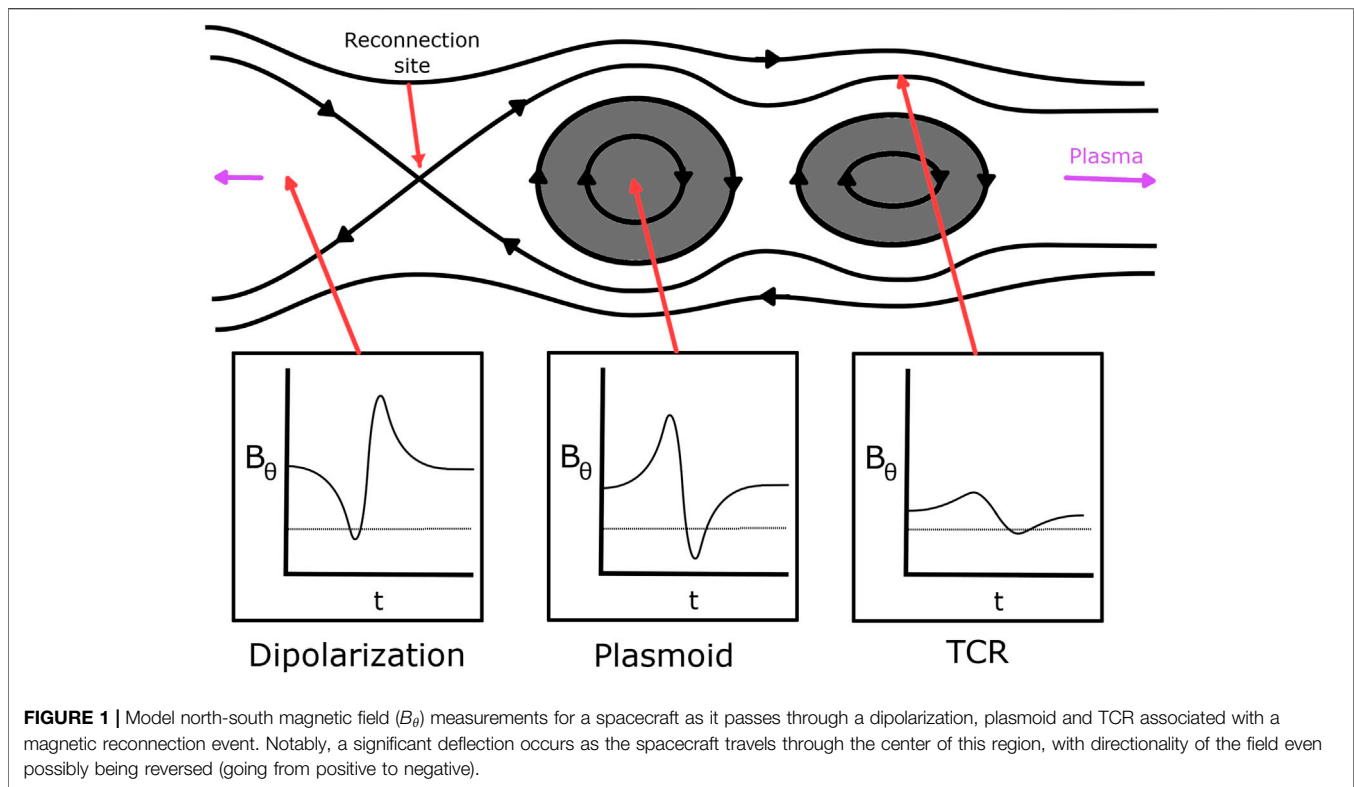 Reconnection
site
Plasma
Bθ
t
Dipolarization
Bθ
t
Plasmoid
Bθ
t
TCR
FIGURE 1 | Model north-south magnetic field (Bθ) measurements for a spacecraft as it passes through a dipolarization, plasmoid and TCR associated with a
magnetic reconnection event. Notably, a significant deflection occurs as the spacecraft travels through the center of this region, with directionality of the field even
possibly being reversed (going from positive to negative).